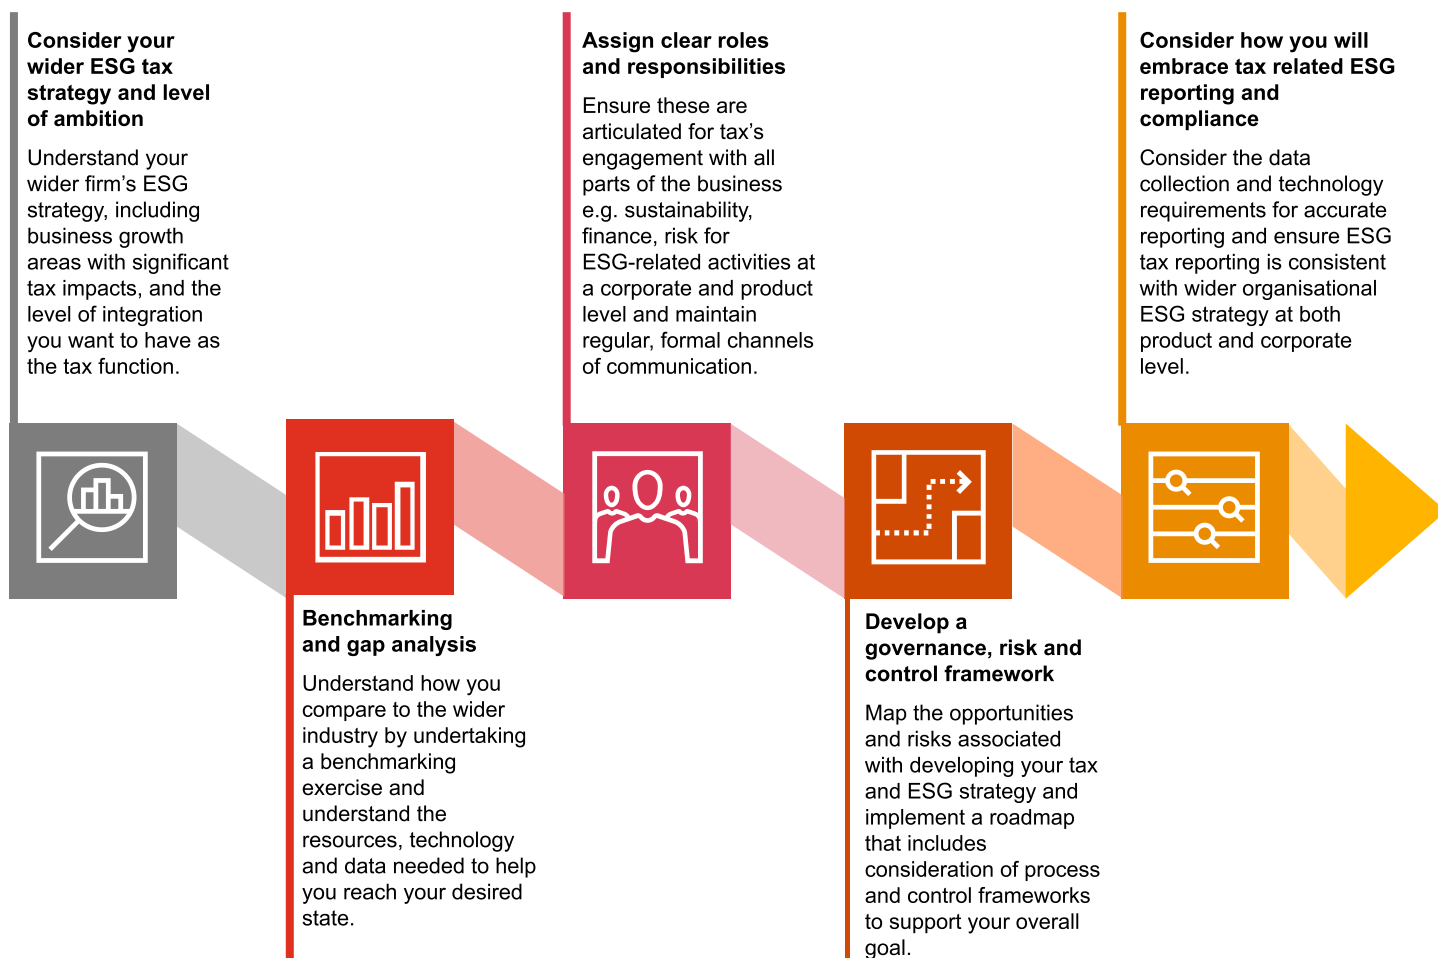 Consider your
wider ESG tax
strategy and level
of ambition
Understand your
wider firm’s ESG
strategy, including
business growth
areas with significant
tax impacts, and the
level of integration
you want to have as
the tax function.
Benchmarking
and gap analysis
Understand how you
compare to the wider
industry by undertaking
a benchmarking
exercise and
understand the
resources, technology
and data needed to help
you reach your desired
state.
Assign clear roles
and responsibilities
Ensure these are
articulated for tax’s
engagement with all
parts of the business
e.g. sustainability,
finance, risk for
ESG-related activities at
a corporate and product
level and maintain
regular, formal channels
of communication.
Develop a
governance, risk and
control framework
Map the opportunities
and risks associated
with developing your tax
and ESG strategy and
implement a roadmap
that includes
consideration of process
and control frameworks
to support your overall
goal.
Consider how you will
embrace tax related ESG
reporting and
compliance
Consider the data
collection and technology
requirements for accurate
reporting and ensure ESG
tax reporting is consistent
with wider organisational
ESG strategy at both
product and corporate
level.